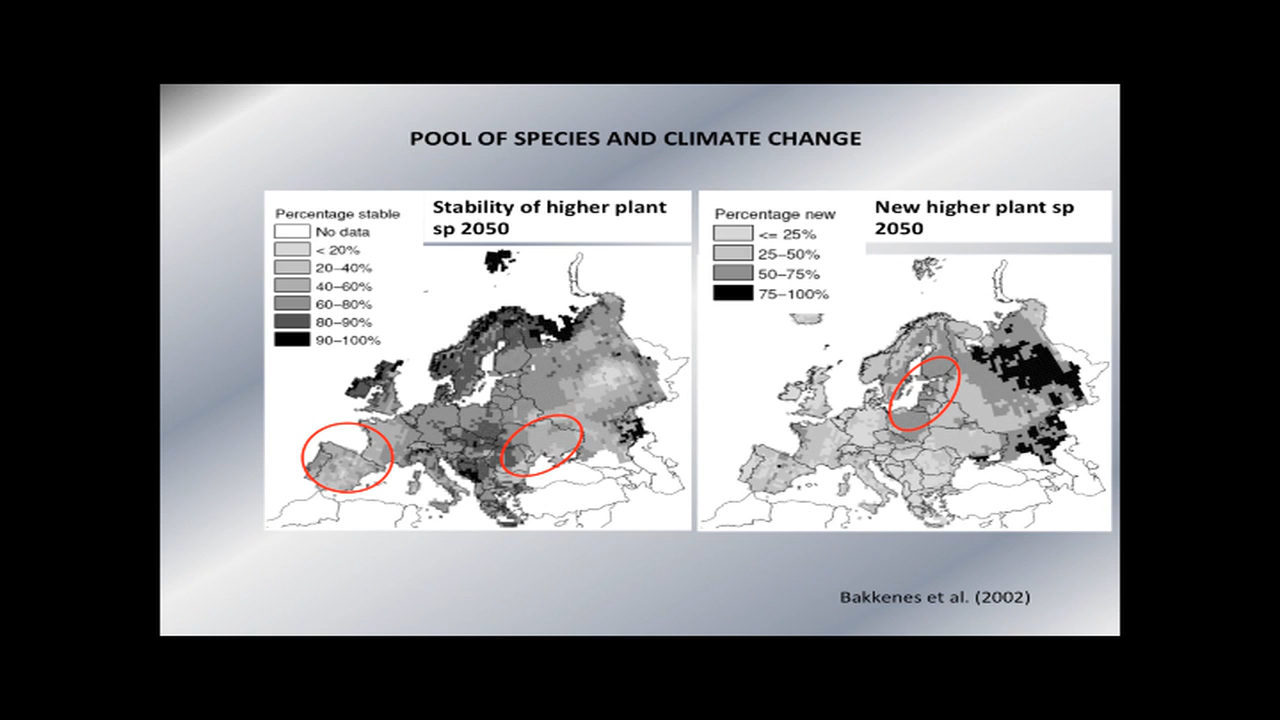 POOL OF SPECIES AND CLIMATE CHANGE
Percentage stable
No data
< 20%
20–40%
40–60%
60–80%
80–90%
90–100%
Stability of higher plant
sp 2050
Percentage new
<= 25%
25–50%
50–75%
75–100%
New higher plant sp
2050
Bakkenes et al. (2002)